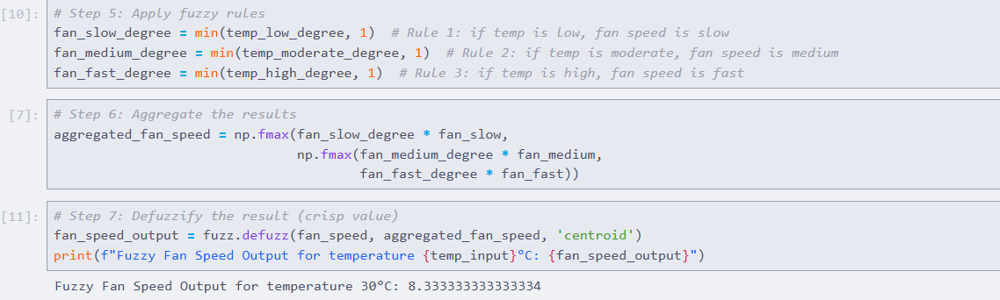 [10]: # Step 5: Apply fuzzy rules
fan_slow_degree = min(temp_low_degree, 1)  # Rule 1: if temp is low, fan speed is slow
fan_medium_degree = min(temp_moderate_degree, 1)  # Rule 2: if temp is moderate, fan speed is medium
fan_fast_degree = min(temp_high_degree, 1)  # Rule 3: if temp is high, fan speed is fast
[7]: # Step 6: Aggregate the results
aggregated_fan_speed = np.fmax(fan_slow_degree * fan_slow,
                               np.fmax(fan_medium_degree * fan_medium,
                                       fan_fast_degree * fan_fast))
[11]: # Step 7: Defuzzify the result (crisp value)
fan_speed_output = fuzz.defuzz(fan_speed, aggregated_fan_speed, 'centroid')
print(f"Fuzzy Fan Speed Output for temperature {temp_input}°C: {fan_speed_output}")
Fuzzy Fan Speed Output for temperature 30°C: 8.333333333333334